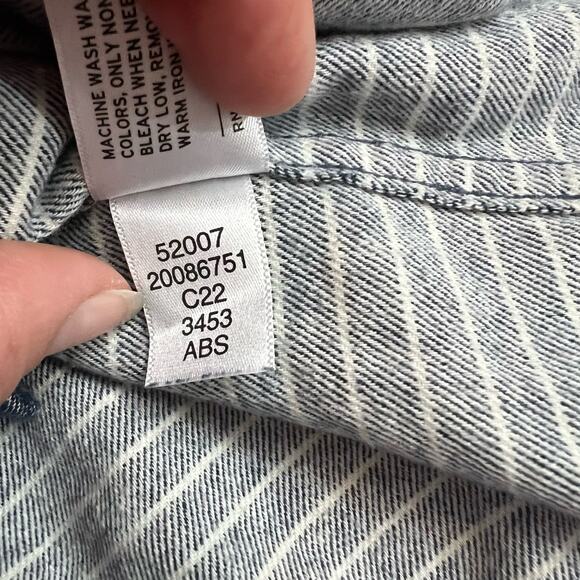 MACHINE WASH WA
COLORS, ONLY NON
BLEACH WHEN NEE
DRY LOW, REMO
WARM IRON
RN
52007
20086751
C22
3453
ABS